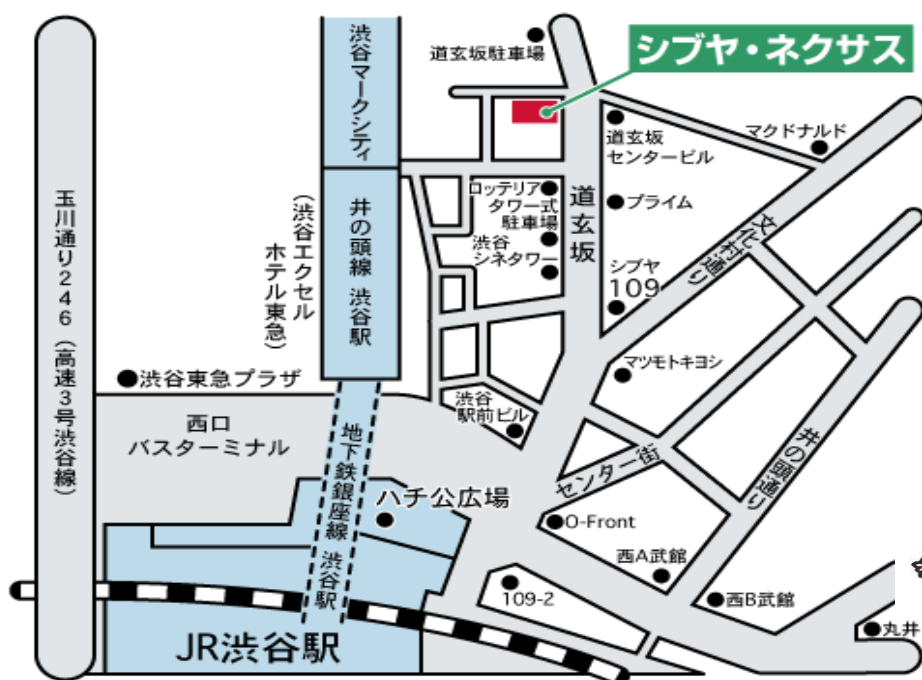 道玄坂駐車場
シブヤ・ネクサス
渋谷マークシティ
道玄坂
センタービル
マクドナルド
玉川通り246（高速3号渋谷線）
（渋谷エクセル
ホテル東急）
井の頭線 渋谷駅
ロッテリア
タワー式
駐車場
渋谷
シネタワー
道玄坂
プライム
シブヤ
109
文化村通り
渋谷東急プラザ
マツモトキヨシ
渋谷
駅前ビル
西口
バスターミナル
地下鉄銀座線 渋谷駅
ハチ公広場
センター街
井の頭通り
O-Front
西A武館
109-2
西B武館
丸井
JR渋谷駅